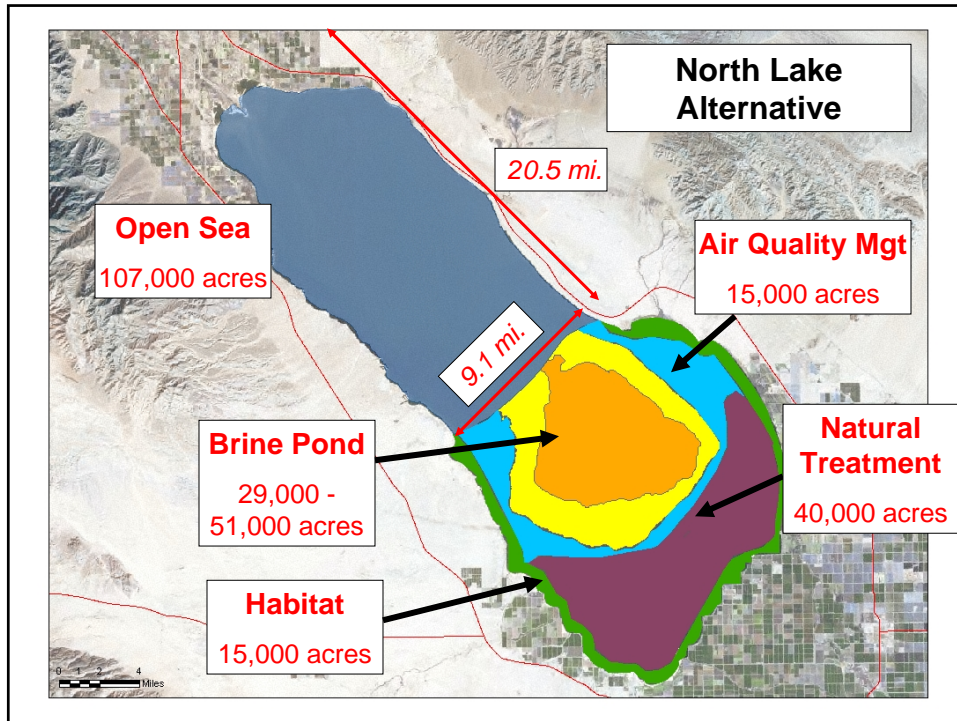 North Lake
Alternative
20.5 mi.
Open Sea
107,000 acres
Air Quality Mgt
15,000 acres
9.1 mi.
Brine Pond
29,000 -
51,000 acres
Natural
Treatment
40,000 acres
Habitat
15,000 acres
0 2 4
Miles